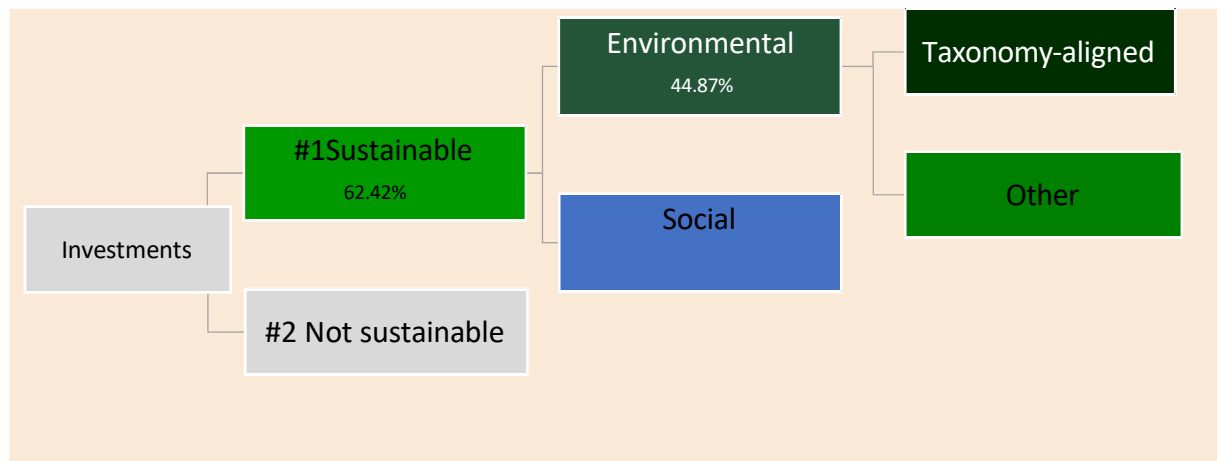 Investments
#1Sustainable
62.42%
#2 Not sustainable
Environmental
44.87%
Social
Taxonomy-aligned
Other